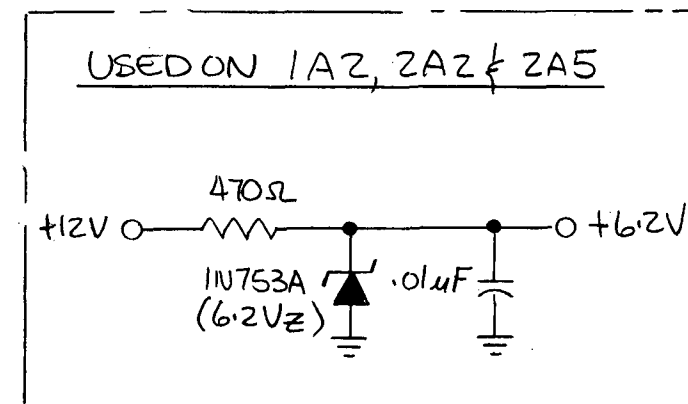 USED ON 1A2, 2A2 & 2A5
470Ω
+12V
+6.2V
1N753A
(6.2Vz)
.01µF